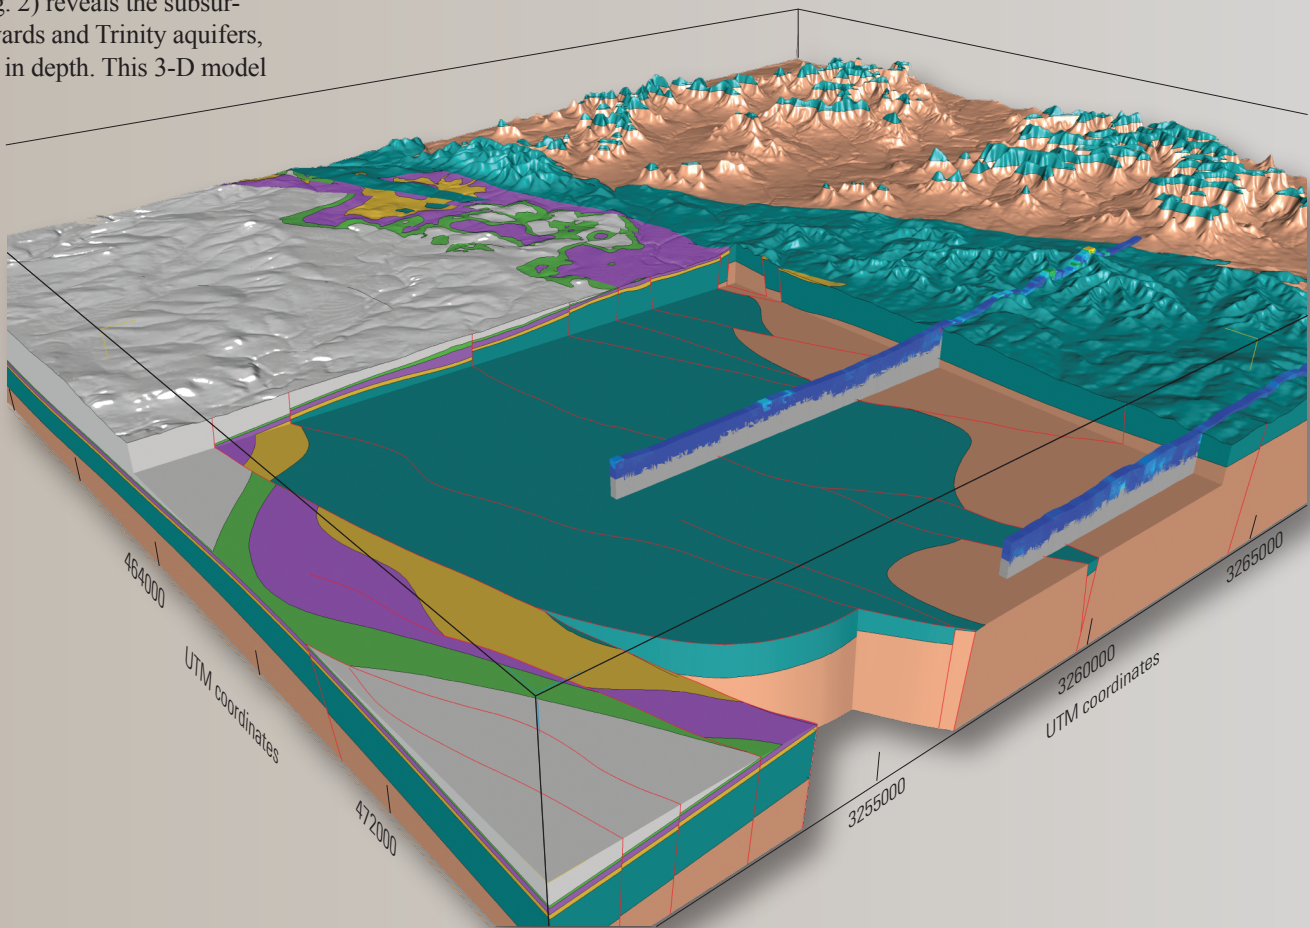 g. 2) reveals the subsur-
wards and Trinity aquifers,
in depth. This 3-D model
464000
UTM coordinates
472000
3255000
3260000
UTM coordinates
3265000